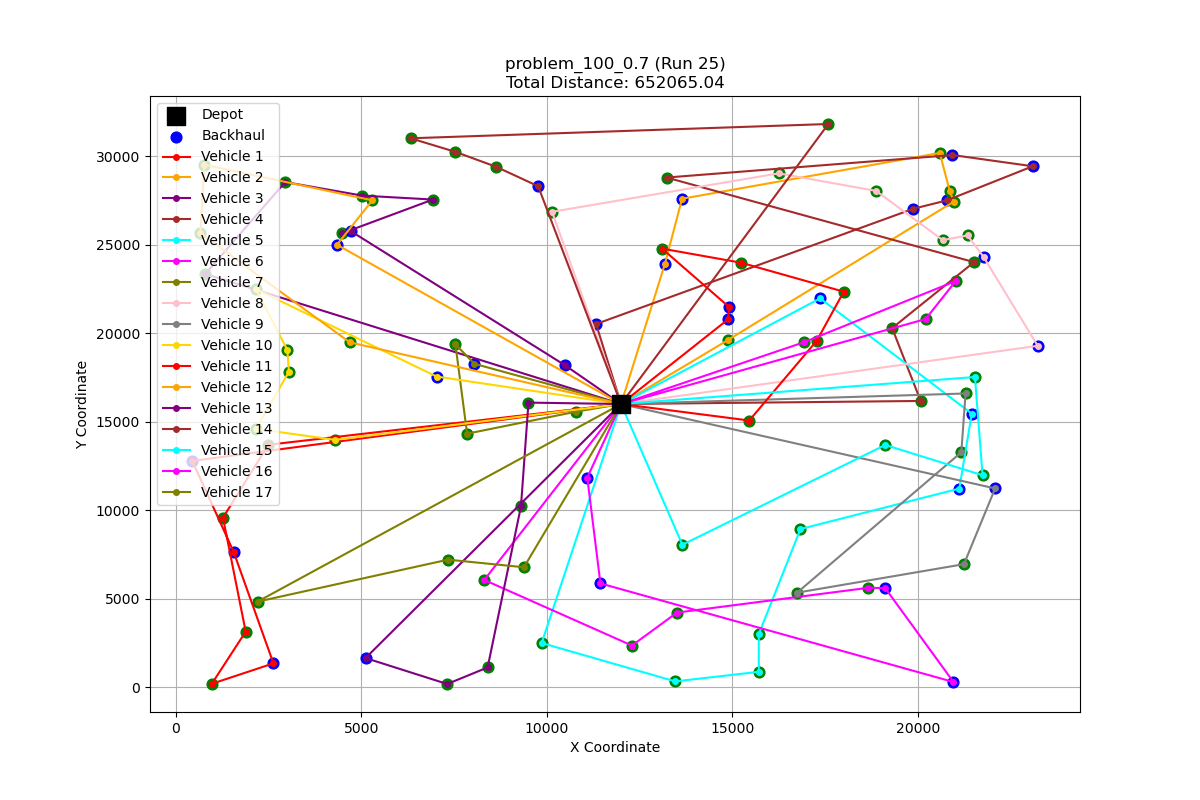 problem_100_0.7 (Run 25)
Total Distance: 652065.04
Depot
Backhaul
Vehicle 1
Vehicle 2
Vehicle 3
Vehicle 4
Vehicle 5
Vehicle 6
Vehicle 7
Vehicle 8
Vehicle 9
Vehicle 10
Vehicle 11
Vehicle 12
Vehicle 13
Vehicle 14
Vehicle 15
Vehicle 16
Vehicle 17
30000
25000
20000
15000
10000
5000
0
Y Coordinate
0 5000 10000 15000 20000
X Coordinate